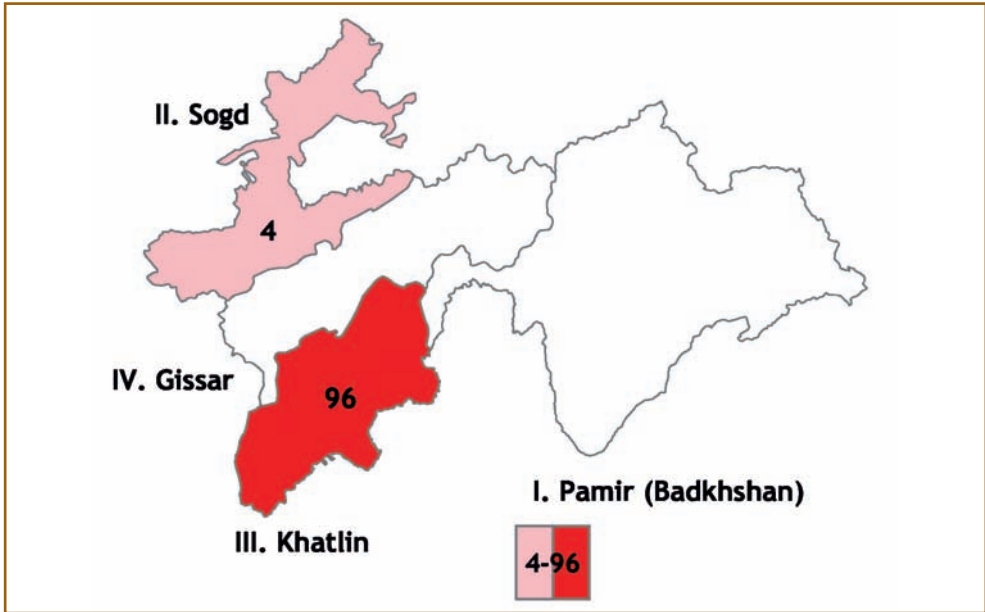 II. Sogd
4
IV. Gissar
96
III. Khatlin
I. Pamir (Badkhshan)
4-96